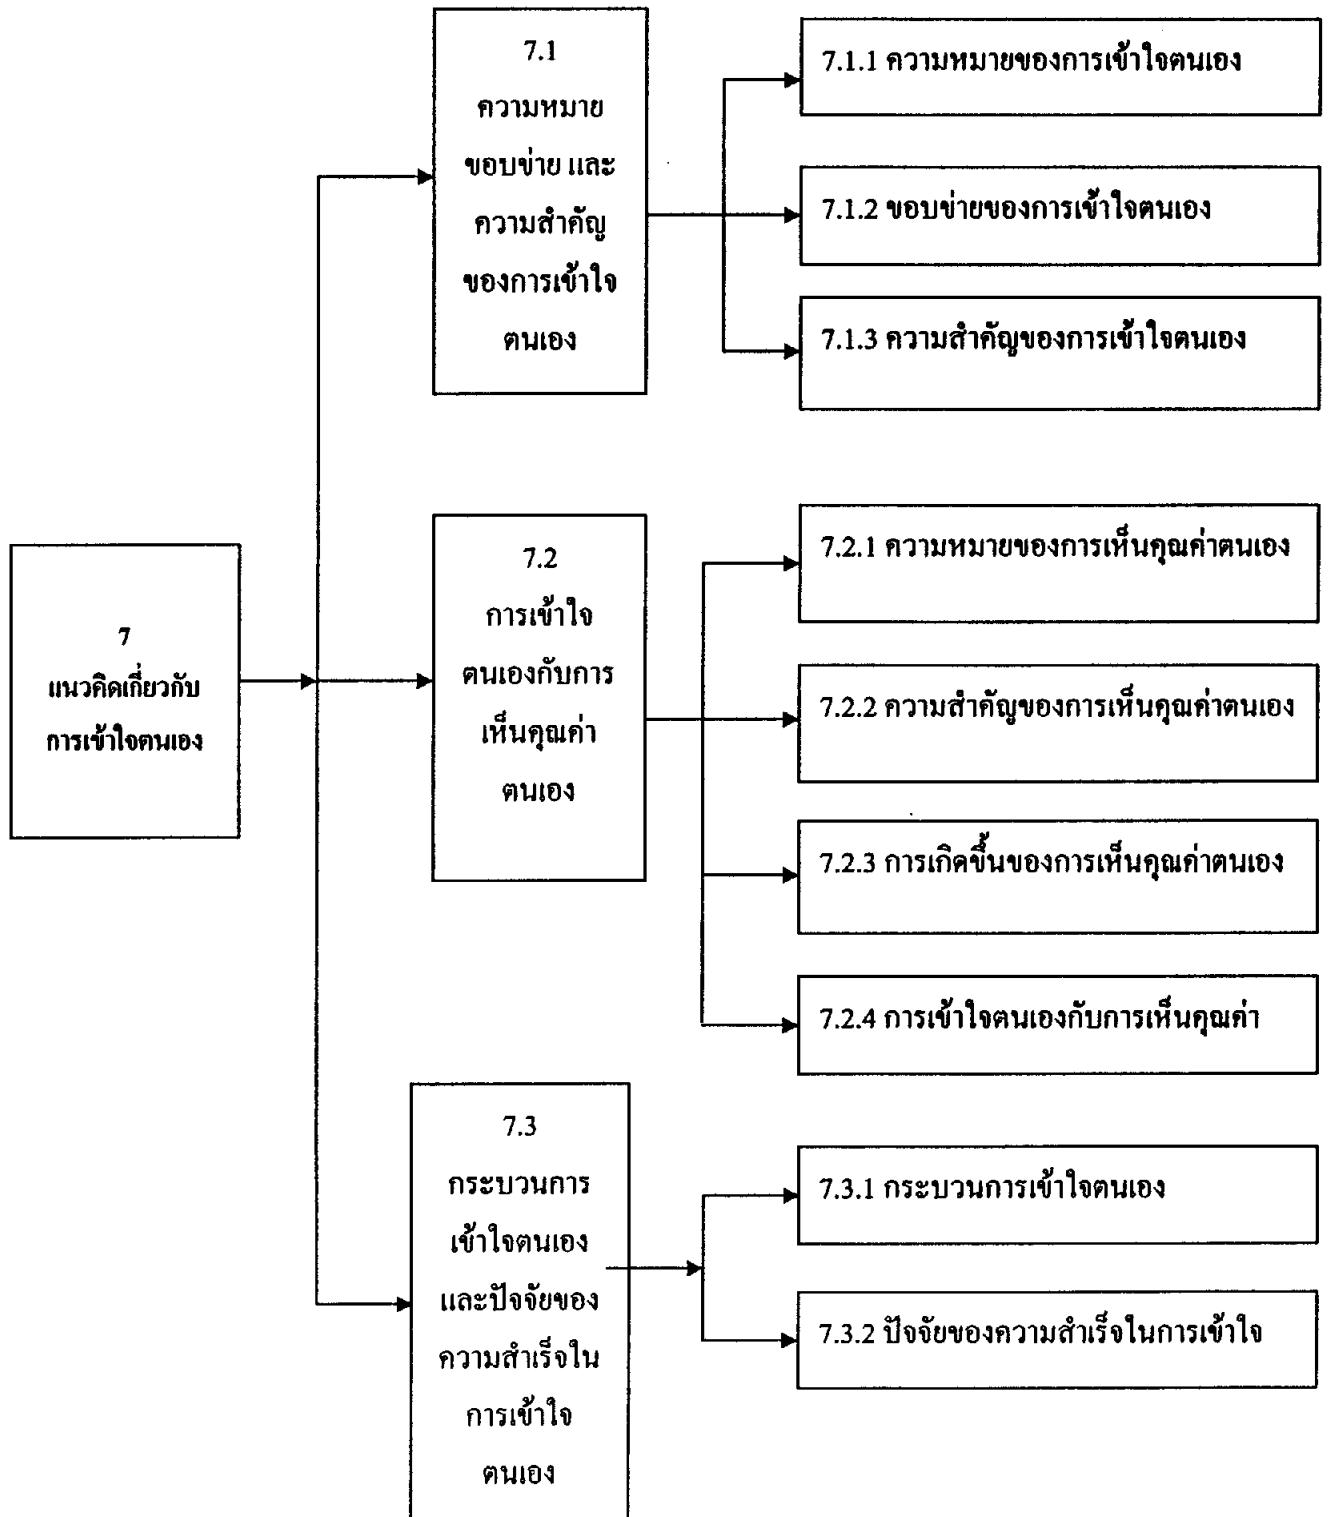 7
แนวคิดเกี่ยวกับ
การเข้าใจตนเอง
7.1
ความหมาย
ขอบข่าย และ
ความสำคัญ
ของการเข้าใจ
ตนเอง
7.1.1 ความหมายของการเข้าใจตนเอง
7.1.2 ขอบข่ายของการเข้าใจตนเอง
7.1.3 ความสำคัญของการเข้าใจตนเอง
7.2
การเข้าใจ
ตนเองกับการ
เห็นคุณค่า
ตนเอง
7.2.1 ความหมายของการเห็นคุณค่าตนเอง
7.2.2 ความสำคัญของการเห็นคุณค่าตนเอง
7.2.3 การเกิดขึ้นของการเห็นคุณค่าตนเอง
7.2.4 การเข้าใจตนเองกับการเห็นคุณค่า
7.3
กระบวนการ
เข้าใจตนเอง
และปัจจัยของ
ความสำเร็จใน
การเข้าใจ
ตนเอง
7.3.1 กระบวนการเข้าใจตนเอง
7.3.2 ปัจจัยของความสำเร็จในการเข้าใจ